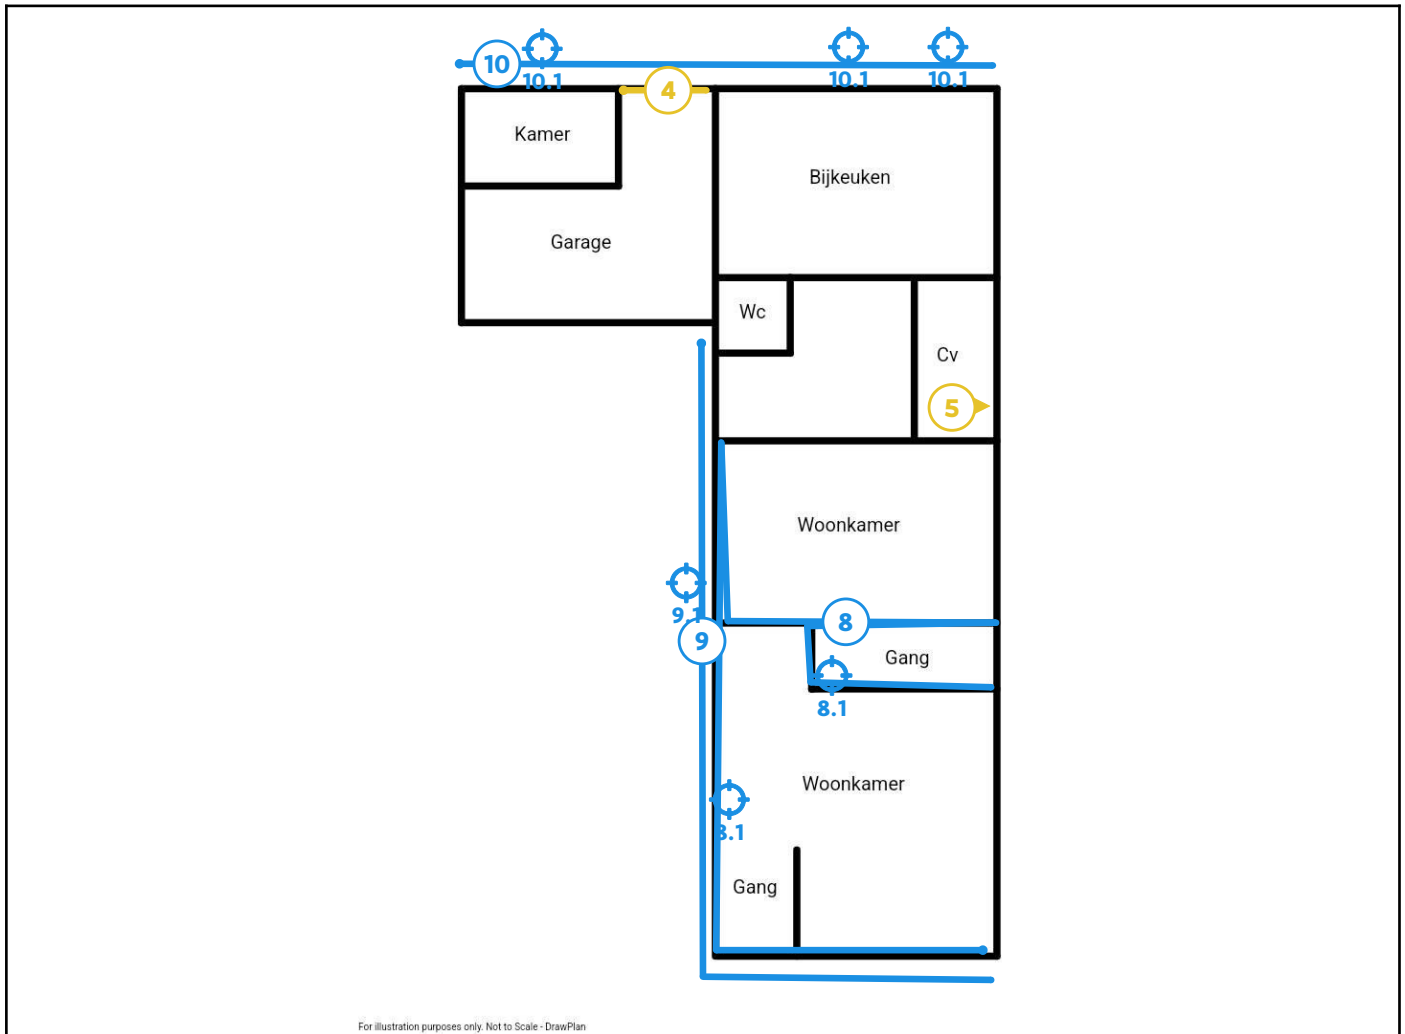 10
10.1
10.1
10.1
4
Kamer
Bijkeuken
Garage
Wc
Cv
5
Woonkamer
9.1
8
9
Gang
8.1
Woonkamer
8.1
Gang
For illustration purposes only. Not to Scale - DrawPlan